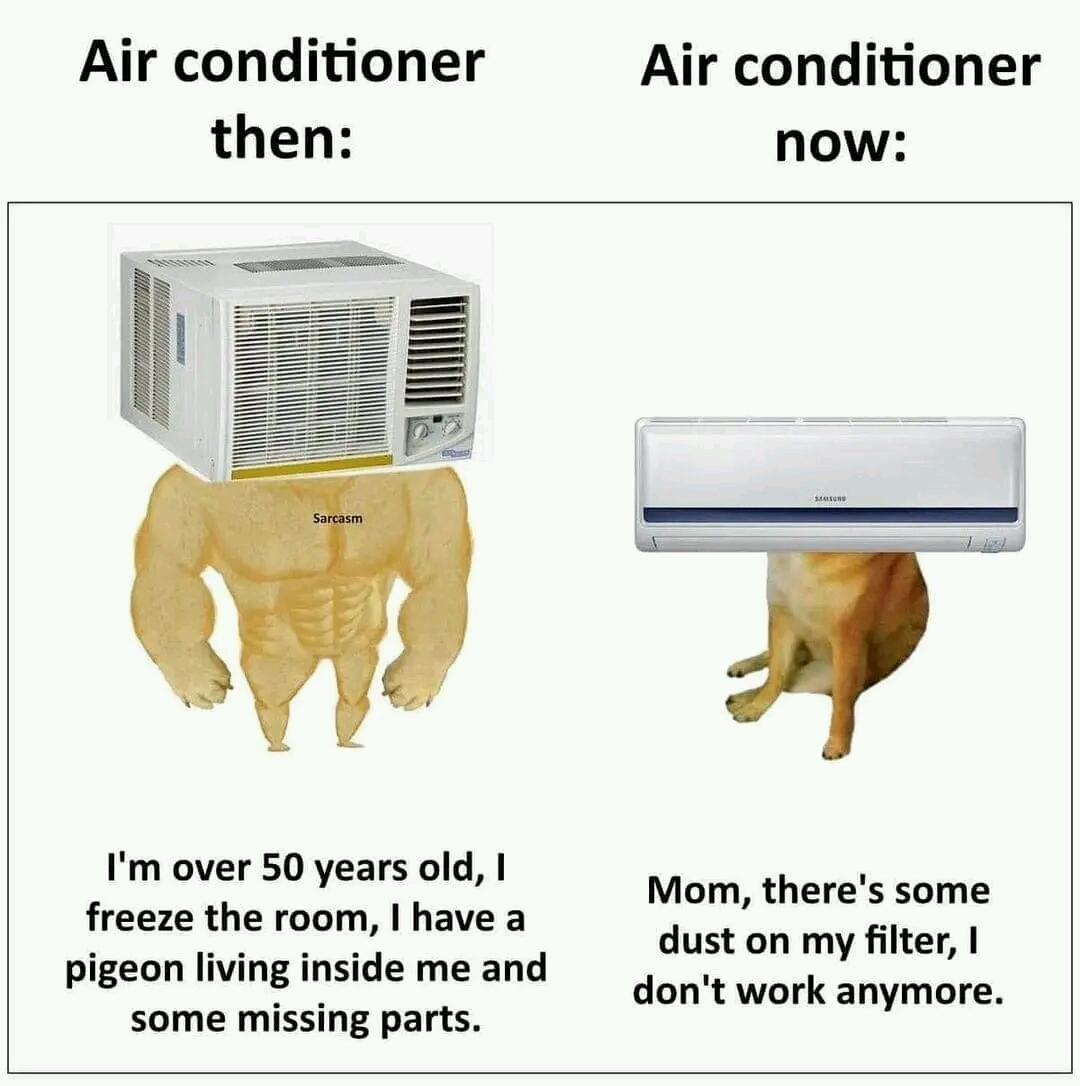 Air conditioner
then:
Air conditioner
now:
Sarcasm
SAMSUNG
I'm over 50 years old, I
freeze the room, I have a
pigeon living inside me and
some missing parts.
Mom, there's some
dust on my filter, I
don't work anymore.